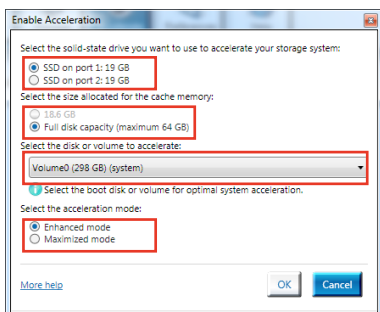 Enable Acceleration
Select the solid-state drive you want to use to accelerate your storage system:
SSD on port 1: 19 GB
SSD on port 2: 19 GB
Select the size allocated for the cache memory:
18.6 GB
Full disk capacity (maximum 64 GB)
Select the disk or volume to accelerate:
Volume0 (298 GB) (system)
Select the boot disk or volume for optimal system acceleration.
Select the acceleration mode:
Enhanced mode
Maximized mode
More help
OK
Cancel